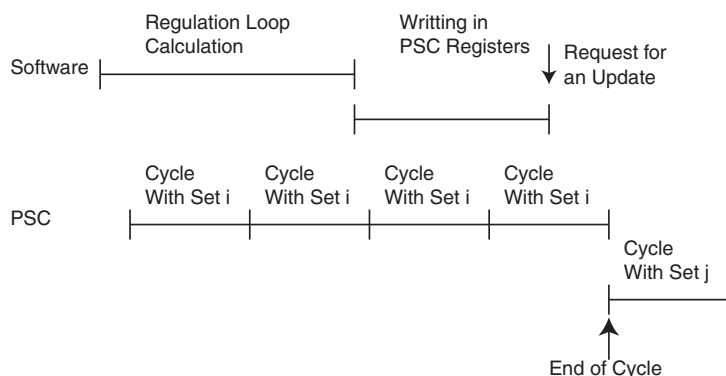 Regulation Loop
Calculation
Writting in
PSC Registers
Request for
an Update
Software
Cycle
With Set i
Cycle
With Set i
Cycle
With Set i
Cycle
With Set i
PSC
Cycle
With Set j
End of Cycle